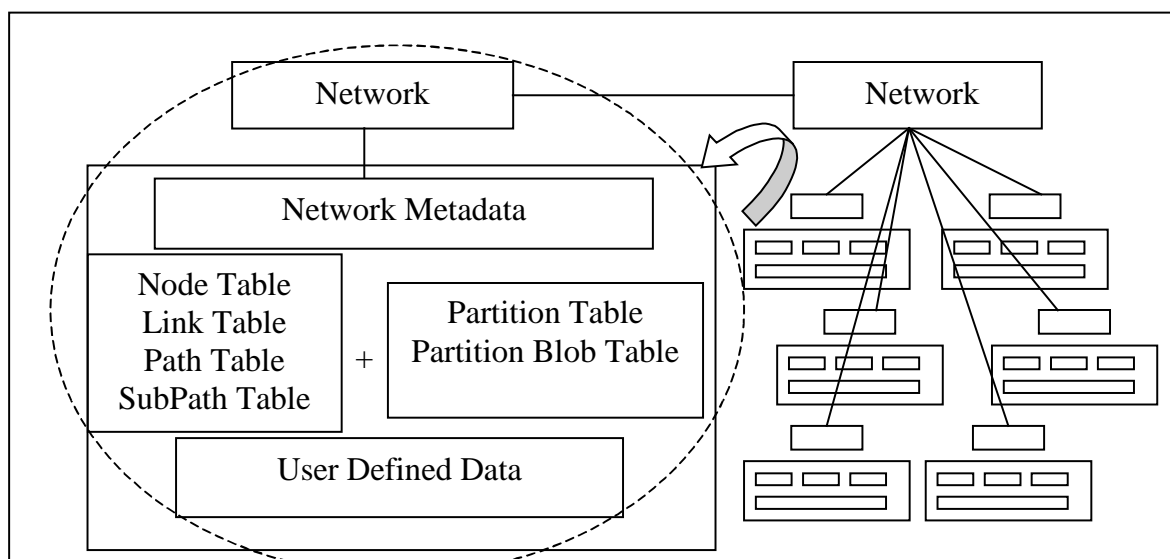 Network
Network
Network Metadata
Node Table
Link Table
Path Table
SubPath Table
+
Partition Table
Partition Blob Table
User Defined Data